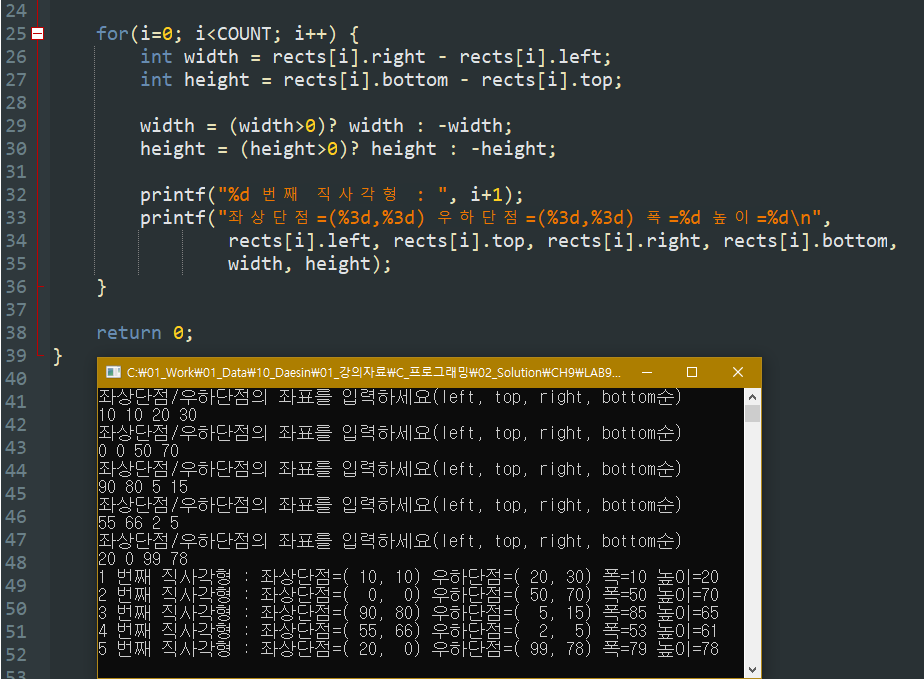 24
25 for(i=0; i<COUNT; i++) {
26 int width = rects[i].right - rects[i].left;
27 int height = rects[i].bottom - rects[i].top;
28
29 width = (width>0)? width : -width;
30 height = (height>0)? height : -height;
31
32 printf("%d 번째 직사각형 : ", i+1);
33 printf("좌상단점=(%3d,%3d) 우하단점=(%3d,%3d) 폭=%d 높이=%d\n",
34 rects[i].left, rects[i].top, rects[i].right, rects[i].bottom,
35 width, height);
36 }
37
38 return 0;
39 }
40
41
42
43
44
45
46
47
48
49
50
51
52
53
C:₩01_Work₩01_Data₩10_Daesin₩01_강의자료₩C_프로그래밍₩02_Solution₩CH9₩LAB9...
좌상단점/우하단점의 좌표를 입력하세요(left, top, right, bottom순)
10 10 20 30
좌상단점/우하단점의 좌표를 입력하세요(left, top, right, bottom순)
0 0 50 70
좌상단점/우하단점의 좌표를 입력하세요(left, top, right, bottom순)
90 80 5 15
좌상단점/우하단점의 좌표를 입력하세요(left, top, right, bottom순)
55 66 2 5
좌상단점/우하단점의 좌표를 입력하세요(left, top, right, bottom순)
20 0 99 78
1 번째 직사각형 : 좌상단점=( 10, 10) 우하단점=( 20, 30) 폭=10 높이=20
2 번째 직사각형 : 좌상단점=(  0,  0) 우하단점=( 50, 70) 폭=50 높이=70
3 번째 직사각형 : 좌상단점=( 90, 80) 우하단점=(  5, 15) 폭=85 높이=65
4 번째 직사각형 : 좌상단점=( 55, 66) 우하단점=(  2,  5) 폭=53 높이=61
5 번째 직사각형 : 좌상단점=( 20,  0) 우하단점=( 99, 78) 폭=79 높이=78